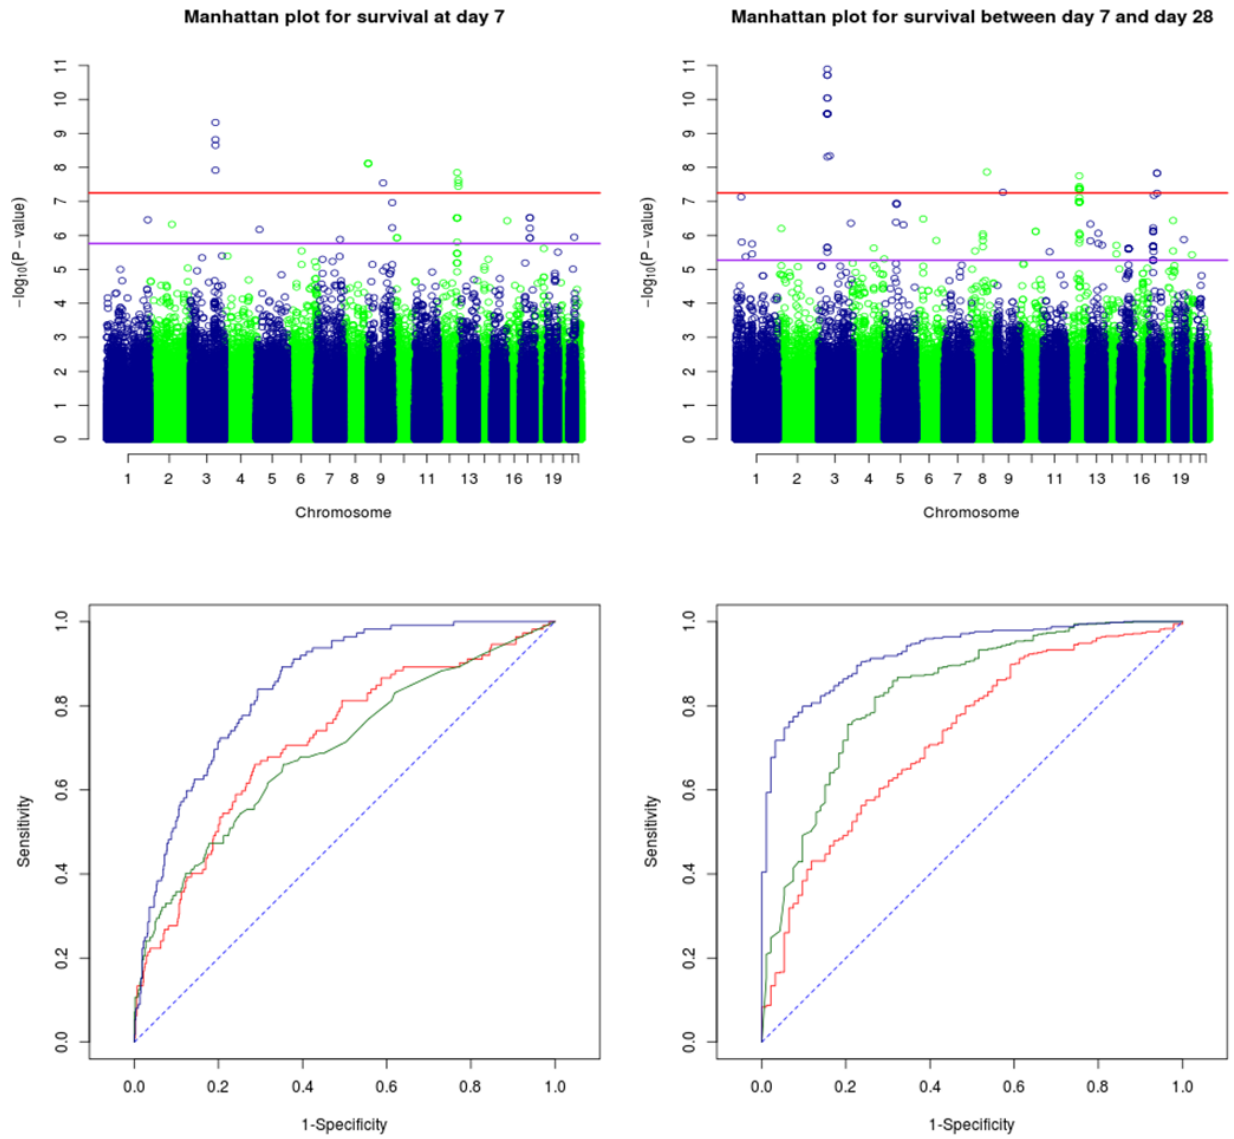 Manhattan plot for survival at day 7
Manhattan plot for survival between day 7 and day 28
−log₁₀(P − value)
11
10
9
8
7
6
5
4
3
2
1
0
1 2 3 4 5 6 7 8 9 11 13 16 19
Chromosome
−log₁₀(P − value)
11
10
9
8
7
6
5
4
3
2
1
0
1 2 3 4 5 6 7 8 9 11 13 16 19
Chromosome
Sensitivity
1.0
0.8
0.6
0.4
0.2
0.0
0.0 0.2 0.4 0.6 0.8 1.0
1-Specificity
Sensitivity
1.0
0.8
0.6
0.4
0.2
0.0
0.0 0.2 0.4 0.6 0.8 1.0
1-Specificity